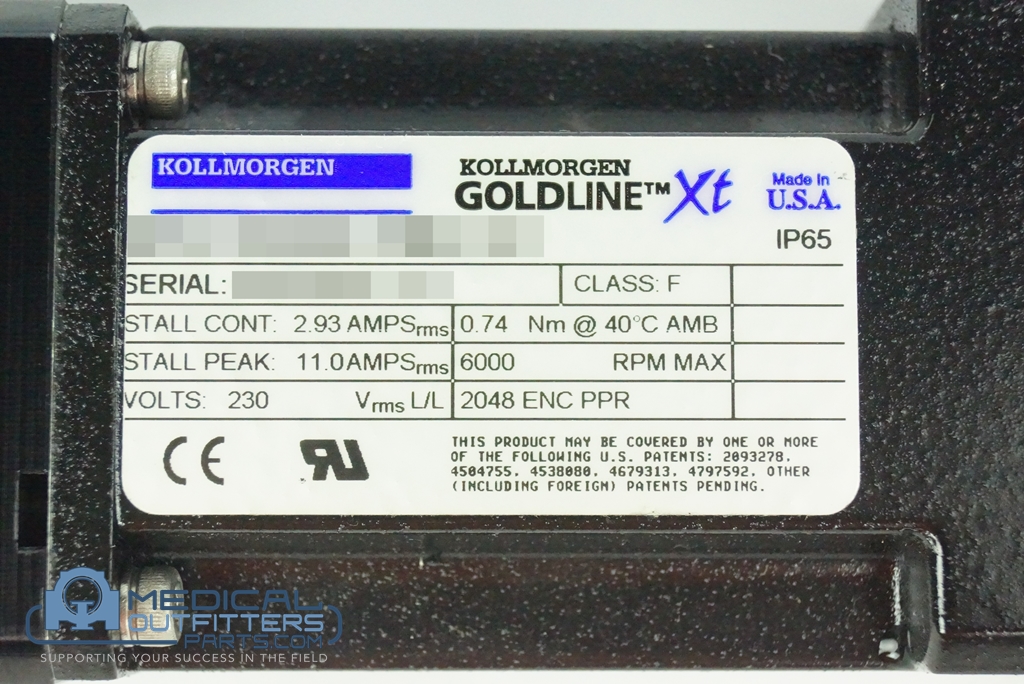 KOLLMORGEN
KOLLMORGEN
GOLDLINE™ Xt
Made In
U.S.A.
IP65
SERIAL:
CLASS: F
STALL CONT: 2.93 AMPSrms 0.74 Nm @ 40°C AMB
STALL PEAK: 11.0AMPSrms 6000 RPM MAX
VOLTS: 230 Vrms L/L 2048 ENC PPR
CE
RU
THIS PRODUCT MAY BE COVERED BY ONE OR MORE
OF THE FOLLOWING U.S. PATENTS: 2093278,
4504755, 4538080, 4679313, 4797592, OTHER
(INCLUDING FOREIGN) PATENTS PENDING.
MEDICAL
OUTFITTERS
PARTS.COM
SUPPORTING YOUR SUCCESS IN THE FIELD